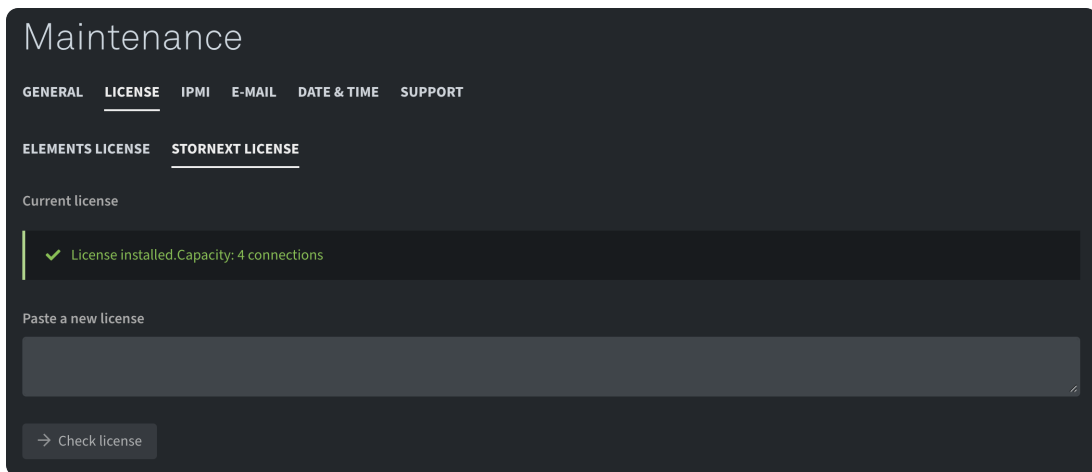 Maintenance
GENERAL LICENSE IPMI E-MAIL DATE & TIME SUPPORT
ELEMENTS LICENSE STORNEXT LICENSE
Current license
License installed.Capacity: 4 connections
Paste a new license
Check license